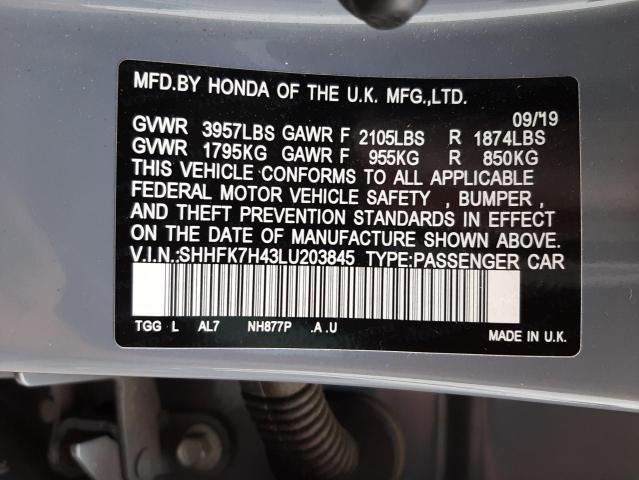 MFD.BY HONDA OF THE U.K. MFG.,LTD.
09/19
GVWR 3957LBS GAWR F 2105LBS R 1874LBS
GVWR 1795KG GAWR F 955KG R 850KG
THIS VEHICLE CONFORMS TO ALL APPLICABLE
FEDERAL MOTOR VEHICLE SAFETY , BUMPER ,
AND THEFT PREVENTION STANDARDS IN EFFECT
ON THE DATE OF MANUFACTURE SHOWN ABOVE.
V.I.N.:SHHFK7H43LU203845 TYPE:PASSENGER CAR
TGG L AL7 NH877P .A .U
MADE IN U.K.